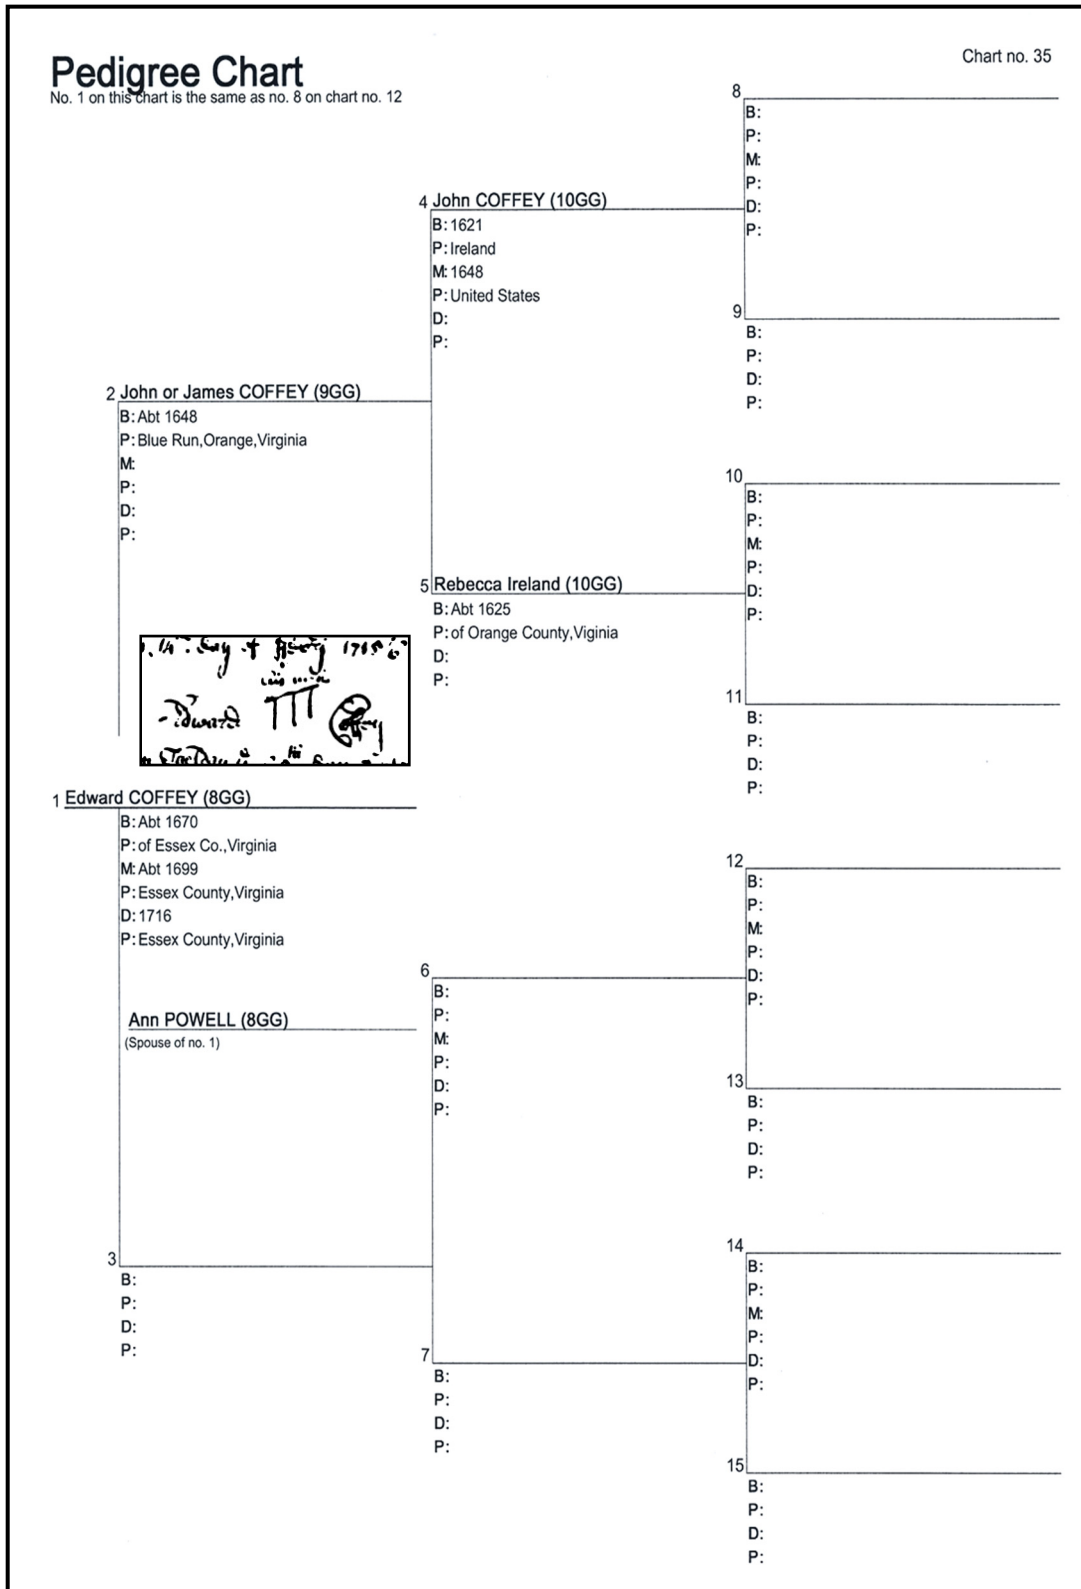 Chart no. 35
Pedigree Chart
No. 1 on this chart is the same as no. 8 on chart no. 12
8
B:
P:
M:
P:
D:
P:
4 John COFFEY (10GG)
B: 1621
P: Ireland
M: 1648
P: United States
D:
P:
9
B:
P:
D:
P:
2 John or James COFFEY (9GG)
B: Abt 1648
P: Blue Run,Orange,Virginia
M:
P:
D:
P:
10
B:
P:
M:
P:
D:
P:
5 Rebecca Ireland (10GG)
B: Abt 1625
P: of Orange County,Viginia
D:
P:
11
B:
P:
D:
P:
day of
Edward
1 Edward COFFEY (8GG)
B: Abt 1670
P: of Essex Co.,Virginia
M: Abt 1699
P: Essex County,Virginia
D: 1716
P: Essex County,Virginia
12
B:
P:
M:
P:
D:
P:
6
B:
P:
M:
P:
D:
P:
Ann POWELL (8GG)
(Spouse of no. 1)
13
B:
P:
D:
P:
3
B:
P:
D:
P:
14
B:
P:
M:
P:
D:
P:
7
B:
P:
D:
P:
15
B:
P:
D:
P: